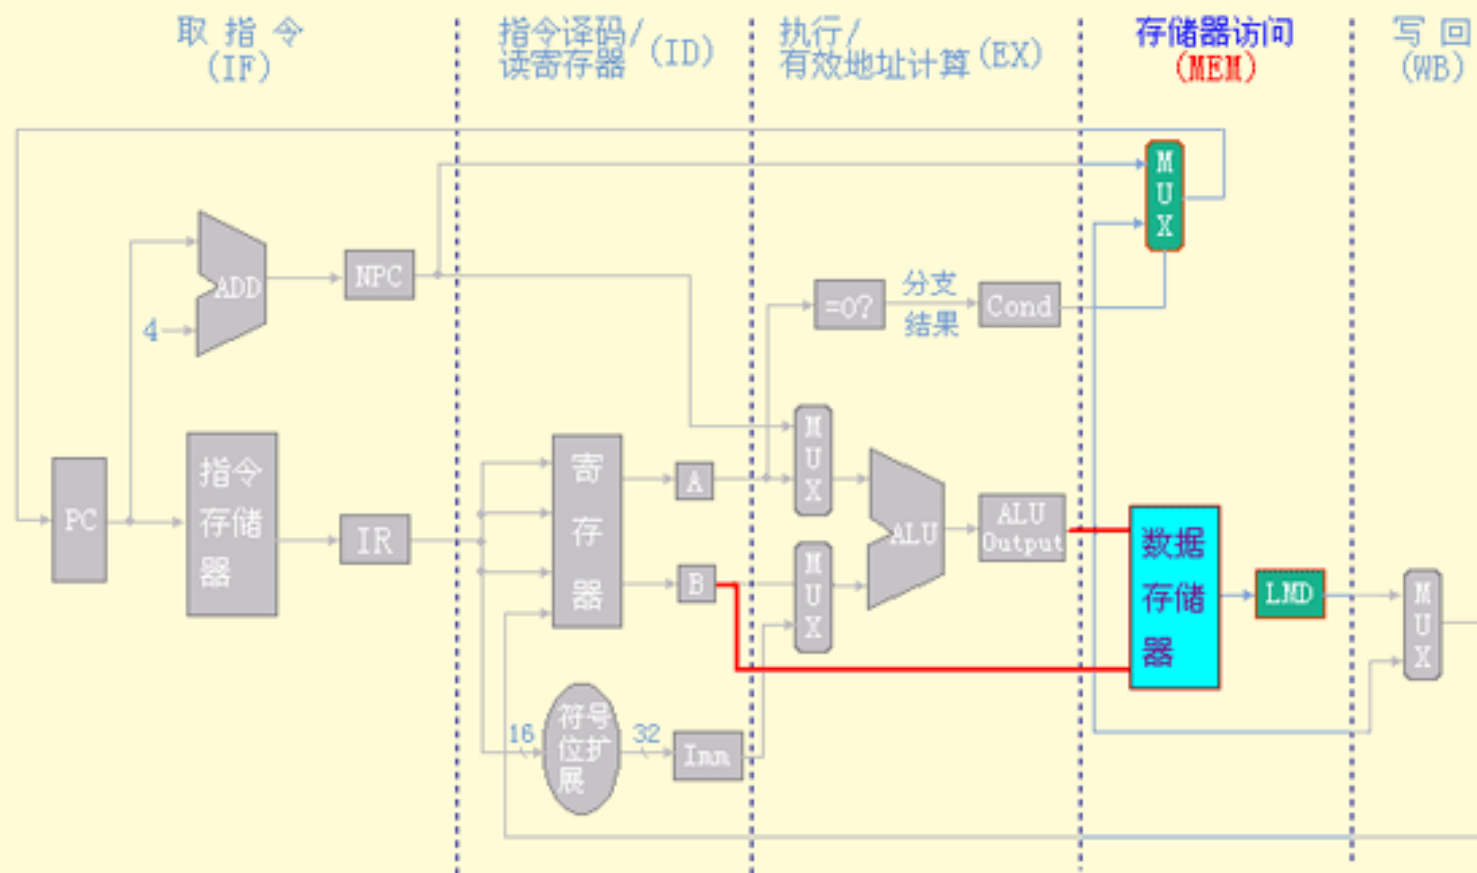 取 指 令
(IF)
指令译码/
读寄存器
(ID)
执行/
有效地址计算
(EX)
存储器访问
(MEM)
写 回
(WB)
M
U
X
ADD
NPC
4
=0?
分支
结果
Cond
PC
指令
存储
器
IR
寄
存
器
A
B
M
U
X
M
U
X
ALU
ALU
Output
数据
存储
器
LMD
M
U
X
16
符号
位扩
展
32
Imm